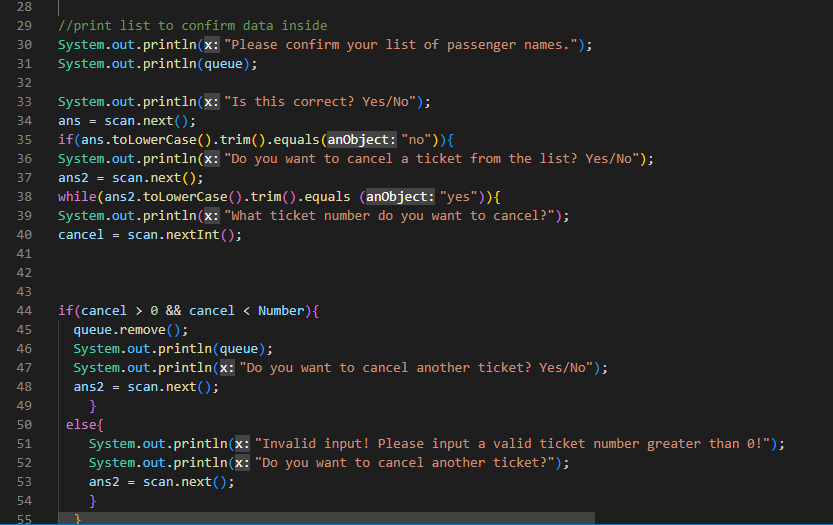 28
29 //print list to confirm data inside
30 System.out.println(x: "Please confirm your list of passenger names.");
31 System.out.println(queue);
32
33 System.out.println(x: "Is this correct? Yes/No");
34 ans = scan.next();
35 if(ans.toLowerCase().trim().equals(anObject: "no")){
36 System.out.println(x: "Do you want to cancel a ticket from the list? Yes/No");
37 ans2 = scan.next();
38 while(ans2.toLowerCase().trim().equals (anObject: "yes")){
39 System.out.println(x: "What ticket number do you want to cancel?");
40 cancel = scan.nextInt();
41
42
43
44 if(cancel > 0 && cancel < Number){
45 queue.remove();
46 System.out.println(queue);
47 System.out.println(x: "Do you want to cancel another ticket? Yes/No");
48 ans2 = scan.next();
49 }
50 else{
51 System.out.println(x: "Invalid input! Please input a valid ticket number greater than 0!");
52 System.out.println(x: "Do you want to cancel another ticket?");
53 ans2 = scan.next();
54 }
55 }